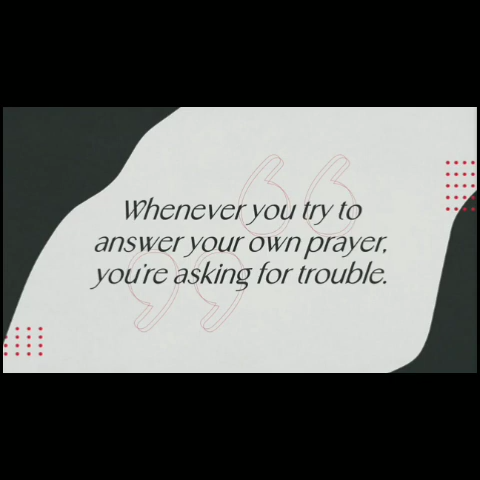 Whenever you try to
answer your own prayer,
you're asking for trouble.